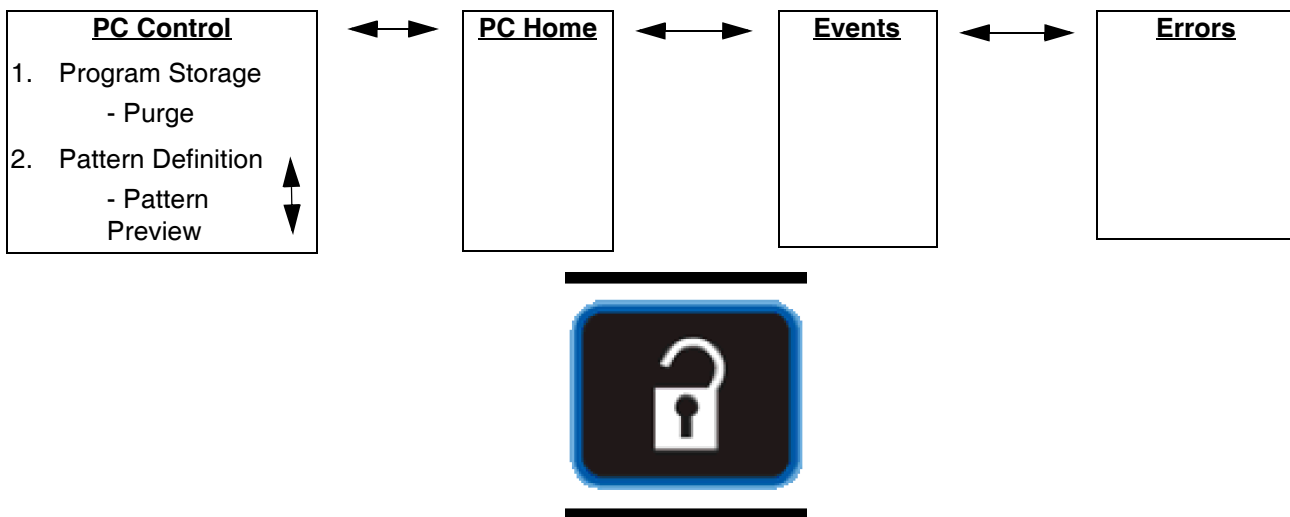 PC Control
PC Home
Events
Errors
1. Program Storage
- Purge
2. Pattern Definition
- Pattern
Preview